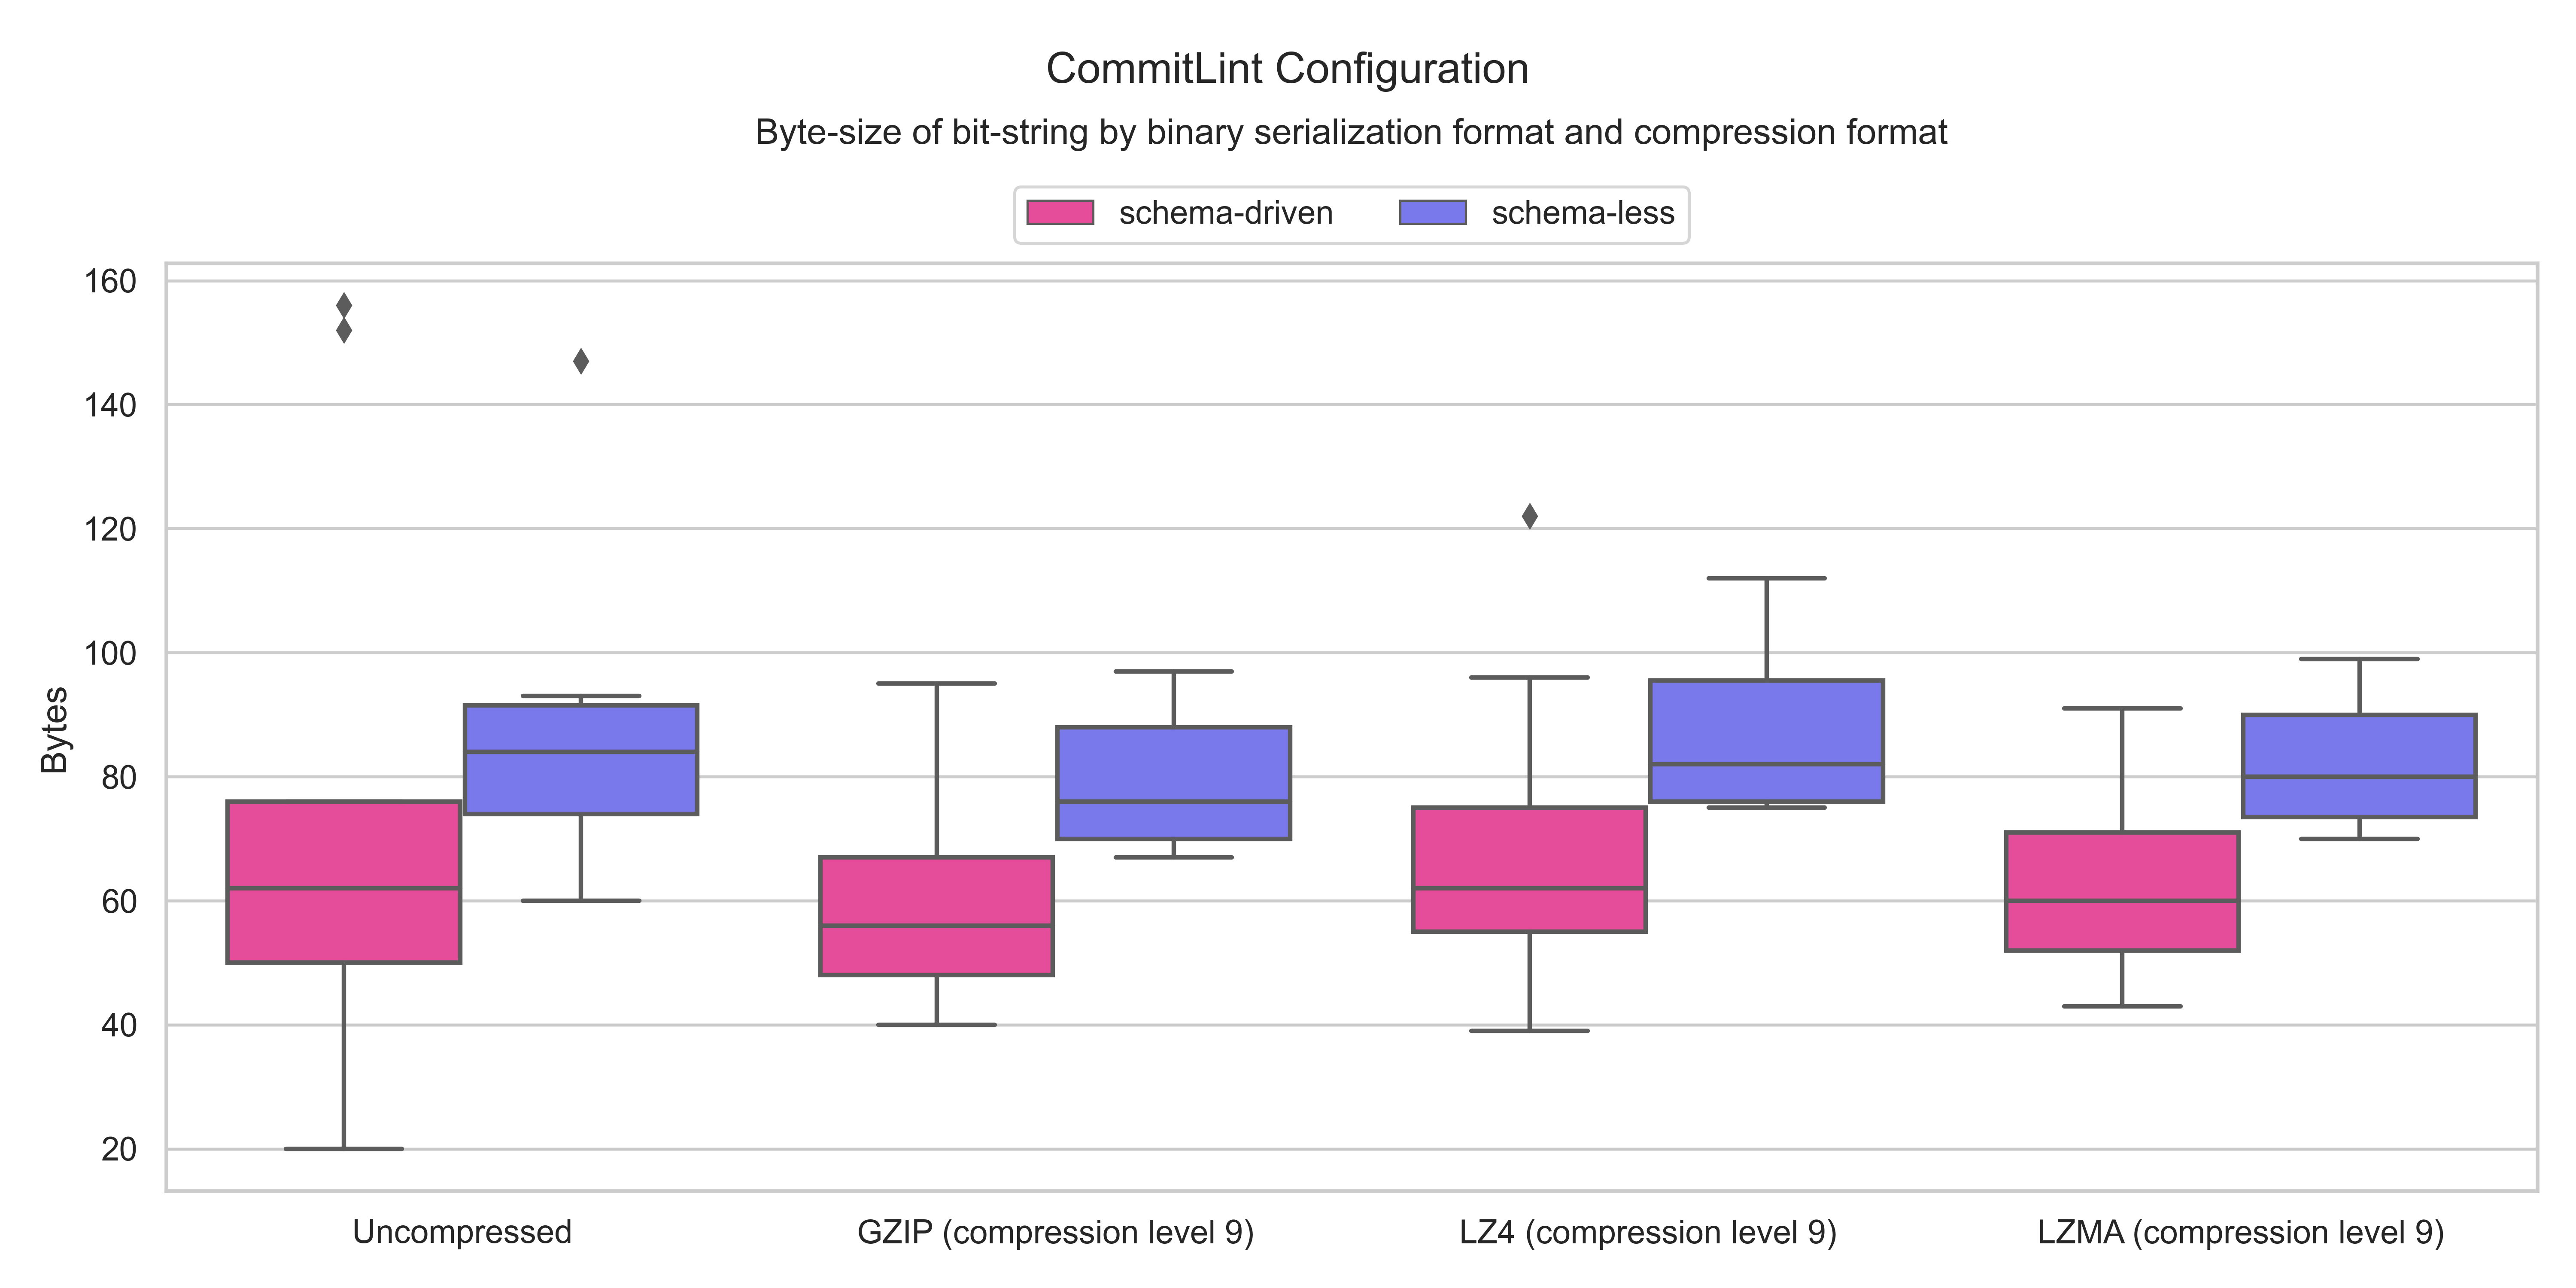 CommitLint Configuration
Byte-size of bit-string by binary serialization format and compression format
schema-driven schema-less
160
140
120
100
80
60
40
20
Bytes
Uncompressed GZIP (compression level 9) LZ4 (compression level 9) LZMA (compression level 9)